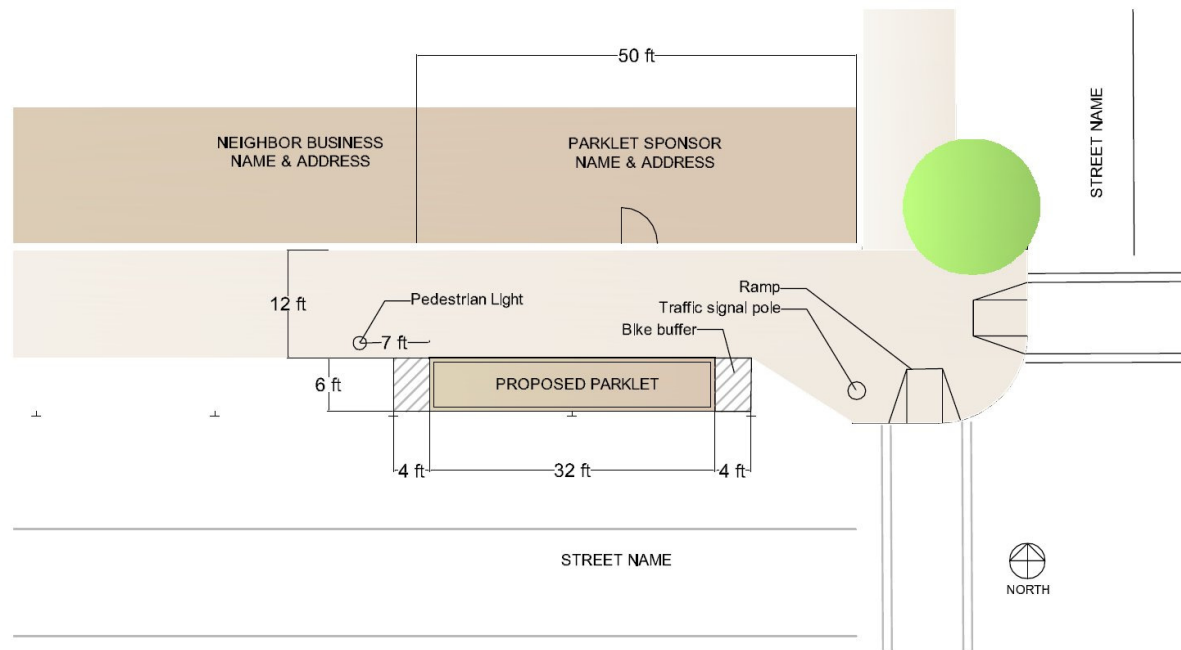 50 ft
NEIGHBOR BUSINESS
NAME & ADDRESS
PARKLET SPONSOR
NAME & ADDRESS
STREET NAME
12 ft
Pedestrian Light
Ramp
Traffic signal pole
Bike buffer
7 ft
6 ft
PROPOSED PARKLET
4 ft
32 ft
4 ft
STREET NAME
NORTH